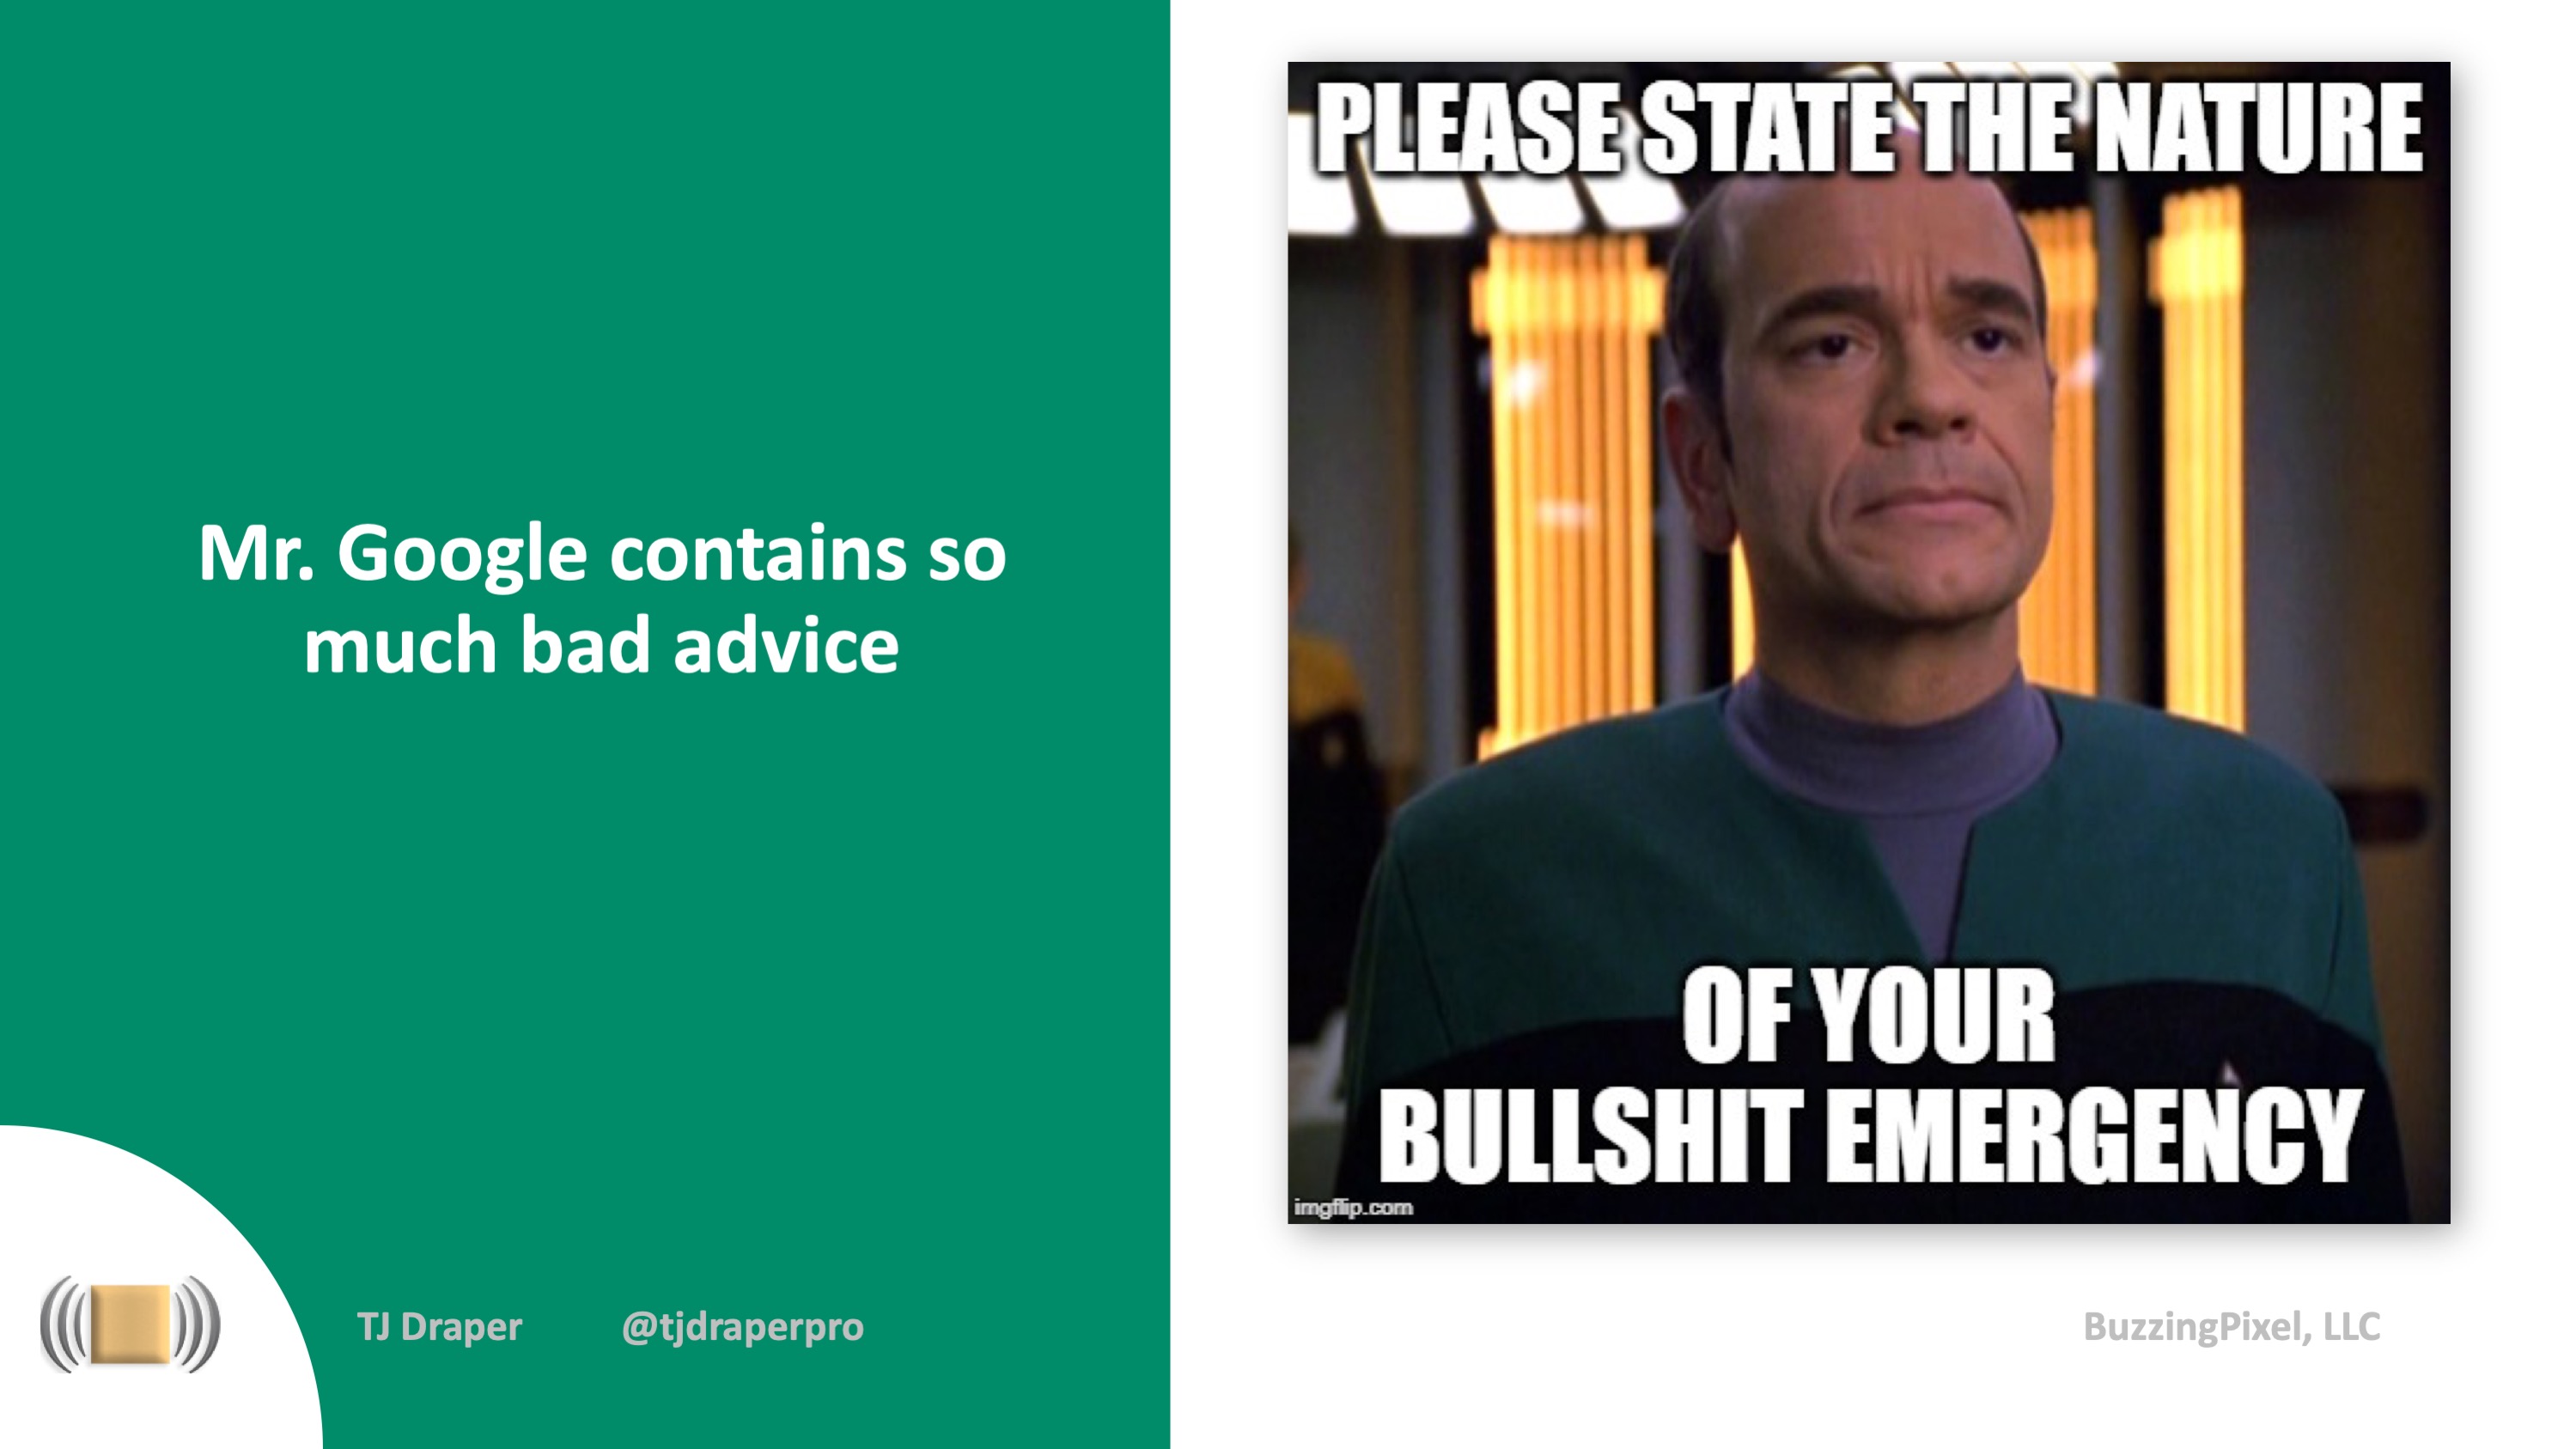 Mr. Google contains so
much bad advice
PLEASE STATE THE NATURE
OF YOUR
BULLSHIT EMERGENCY
imgflip.com
TJ Draper
@tjdraperpro
BuzzingPixel, LLC